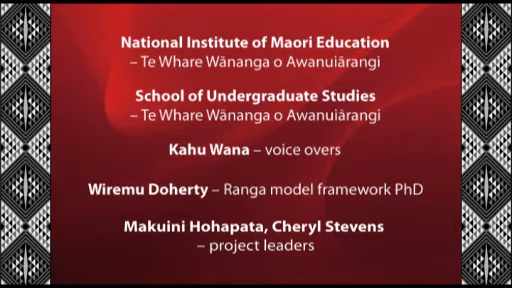 National Institute of Maori Education
– Te Whare Wānanga o Awanuiārangi
School of Undergraduate Studies
– Te Whare Wānanga o Awanuiārangi
Kahu Wana – voice overs
Wiremu Doherty – Ranga model framework PhD
Makuini Hohapata, Cheryl Stevens
– project leaders